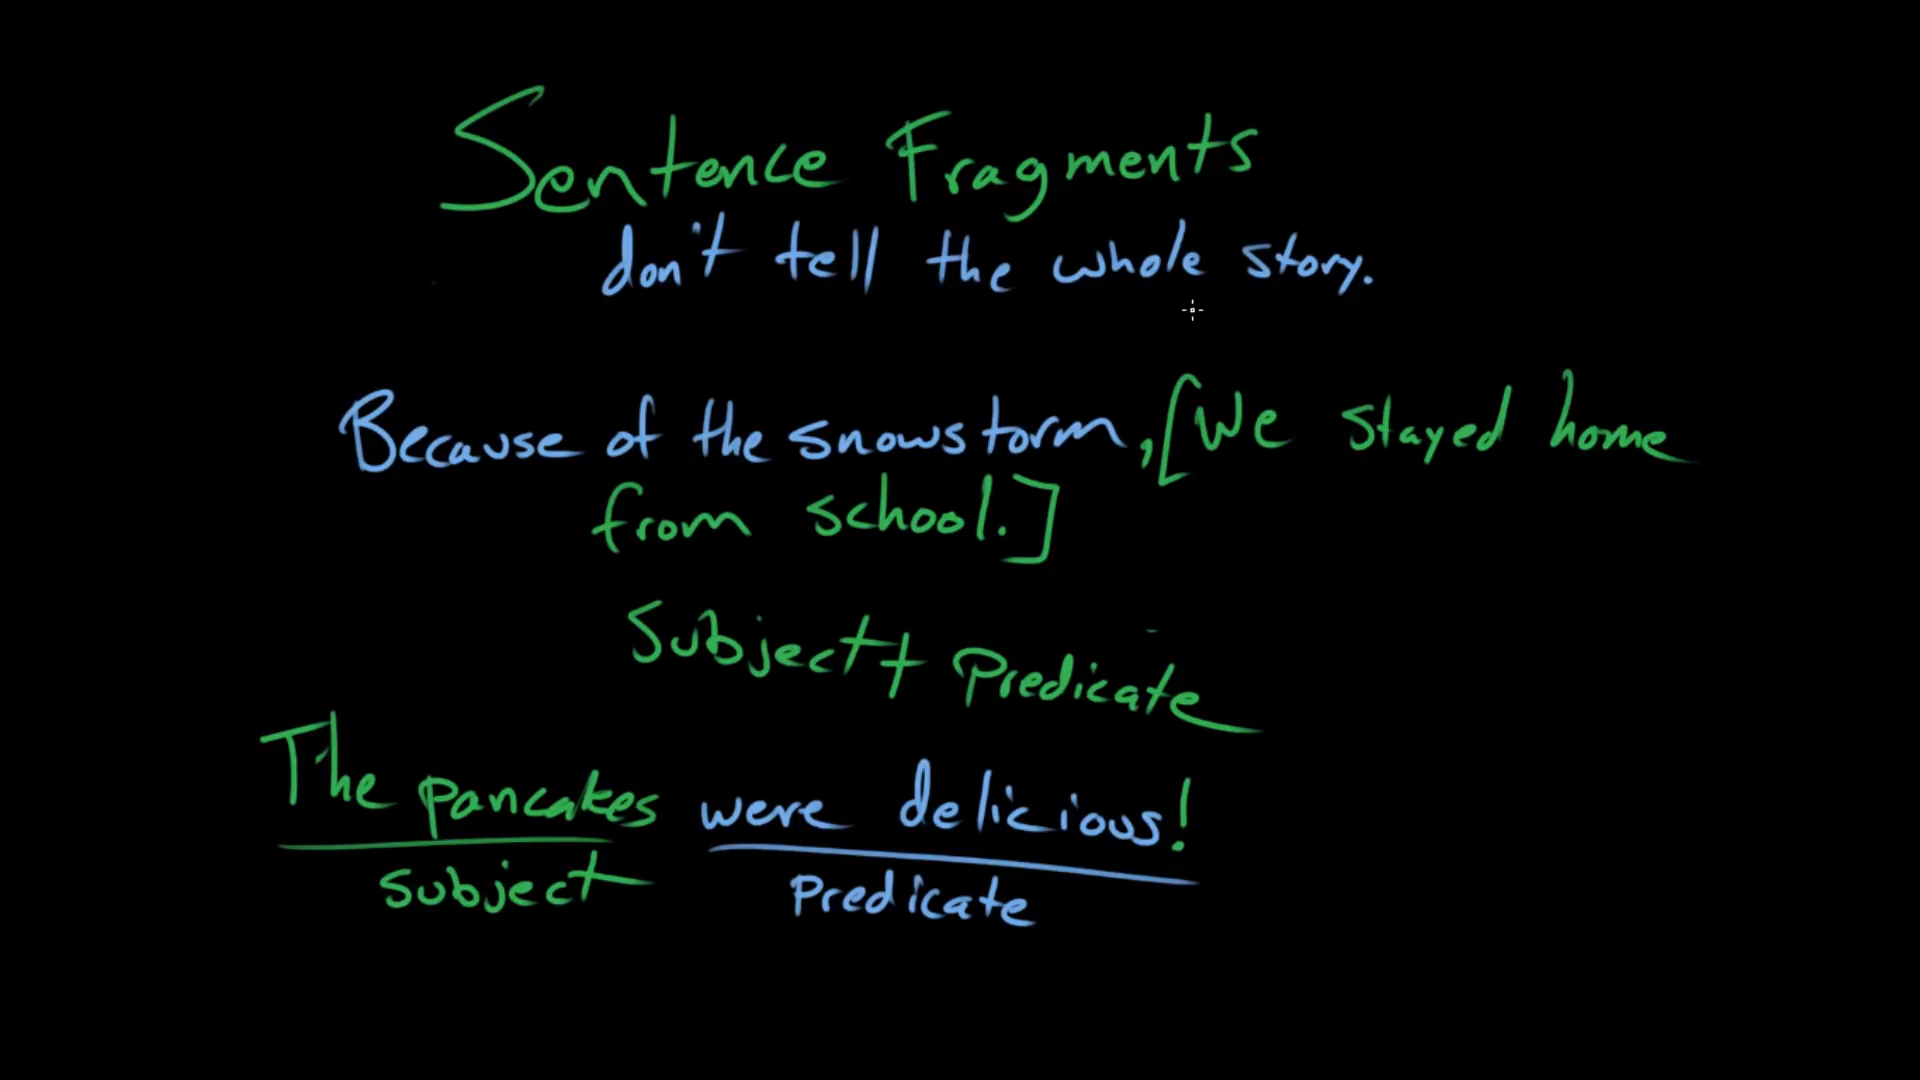 Sentence Fragments
don't tell the whole story.
Because of the snowstorm, [We stayed home
from school.]
Subject + Predicate
The pancakes were delicious!
subject Predicate